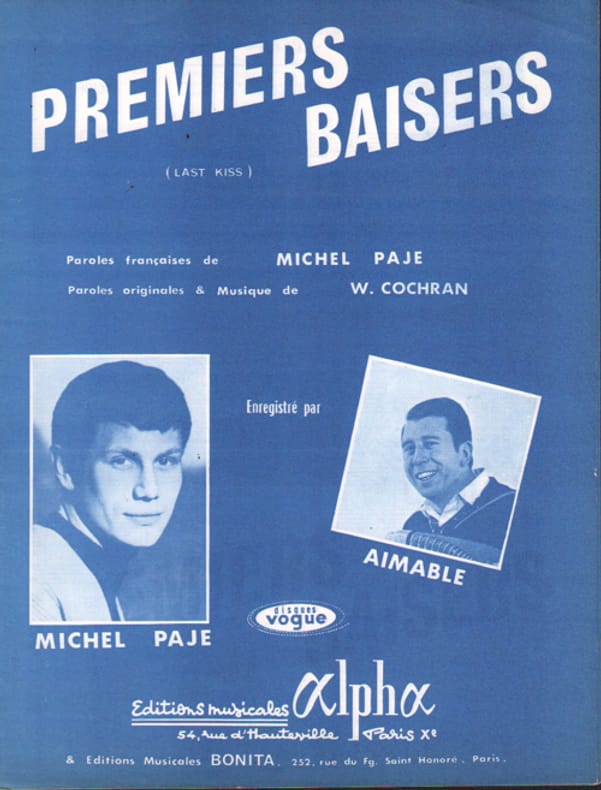 PREMIERS
BAISERS
(LAST KISS)
Paroles françaises de MICHEL PAJE
Paroles originales & Musique de W. COCHRAN
Enregistré par
AIMABLE
MICHEL PAJE
disques
vogue
Editions musicales alpha
54, rue d'Hauteville Paris Xe
& Editions Musicales BONITA. 252, rue du Fg. Saint Honoré. Paris.